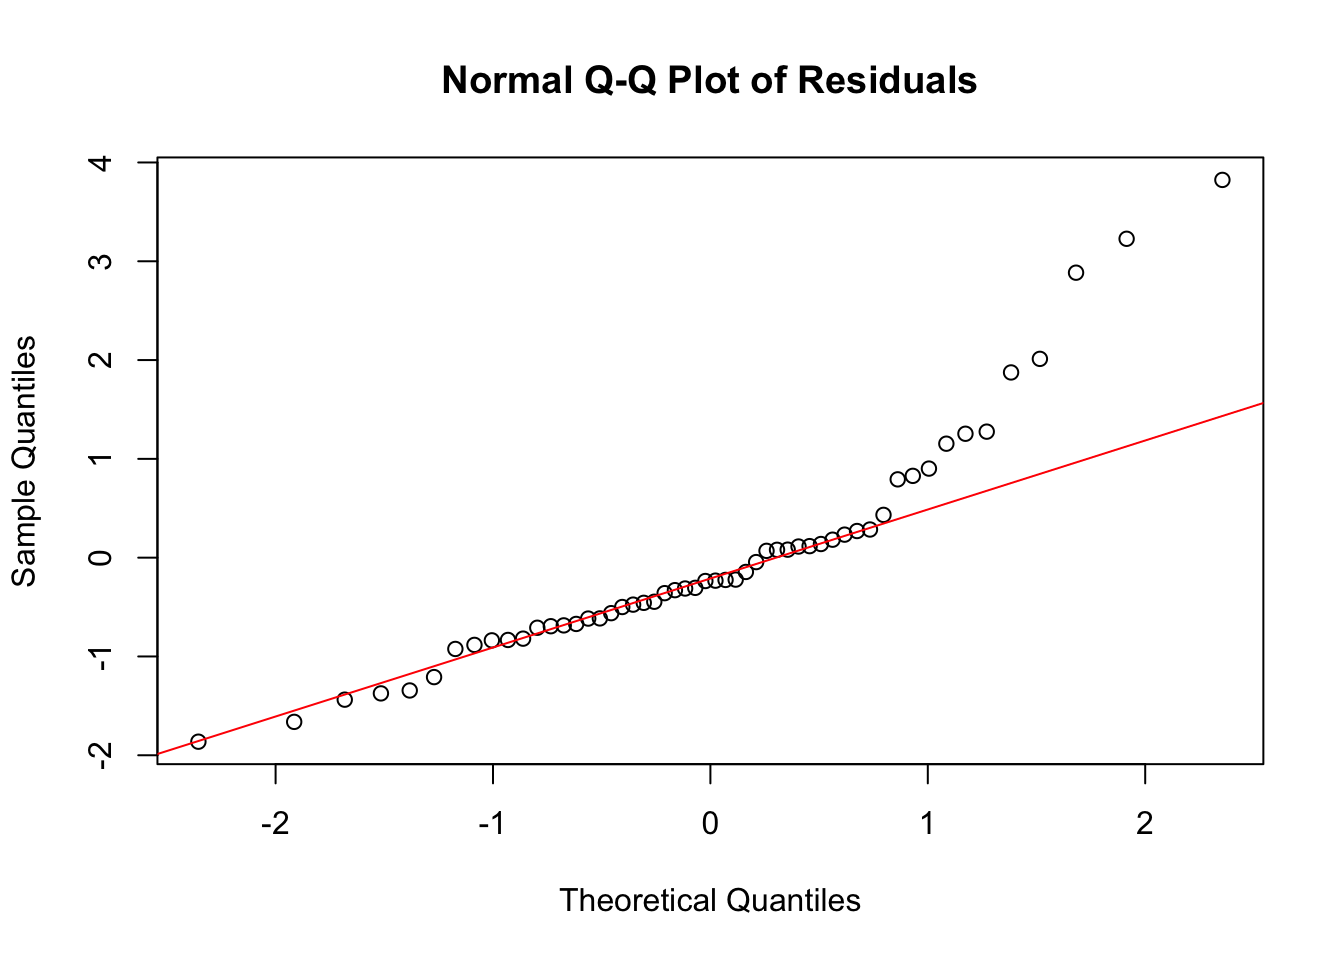 Normal Q-Q Plot of Residuals
4
3
2
1
0
-1
-2
Sample Quantiles
-2 -1 0 1 2
Theoretical Quantiles